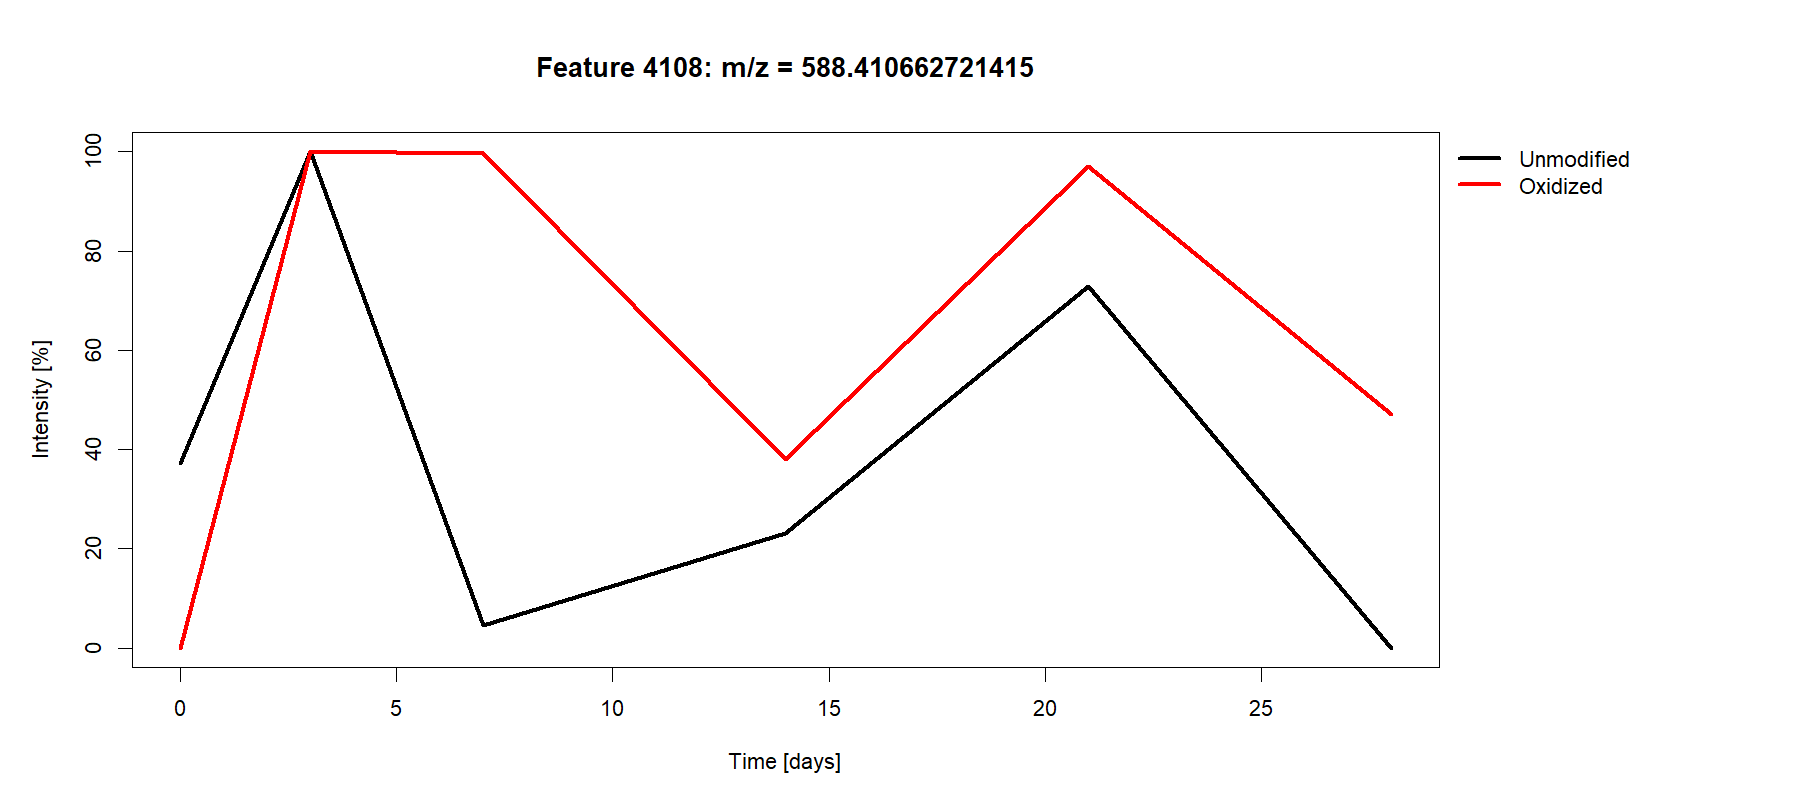 Feature 4108: m/z = 588.410662721415
Unmodified
Oxidized
Intensity [%]
100
80
60
40
20
0
0 5 10 15 20 25
Time [days]